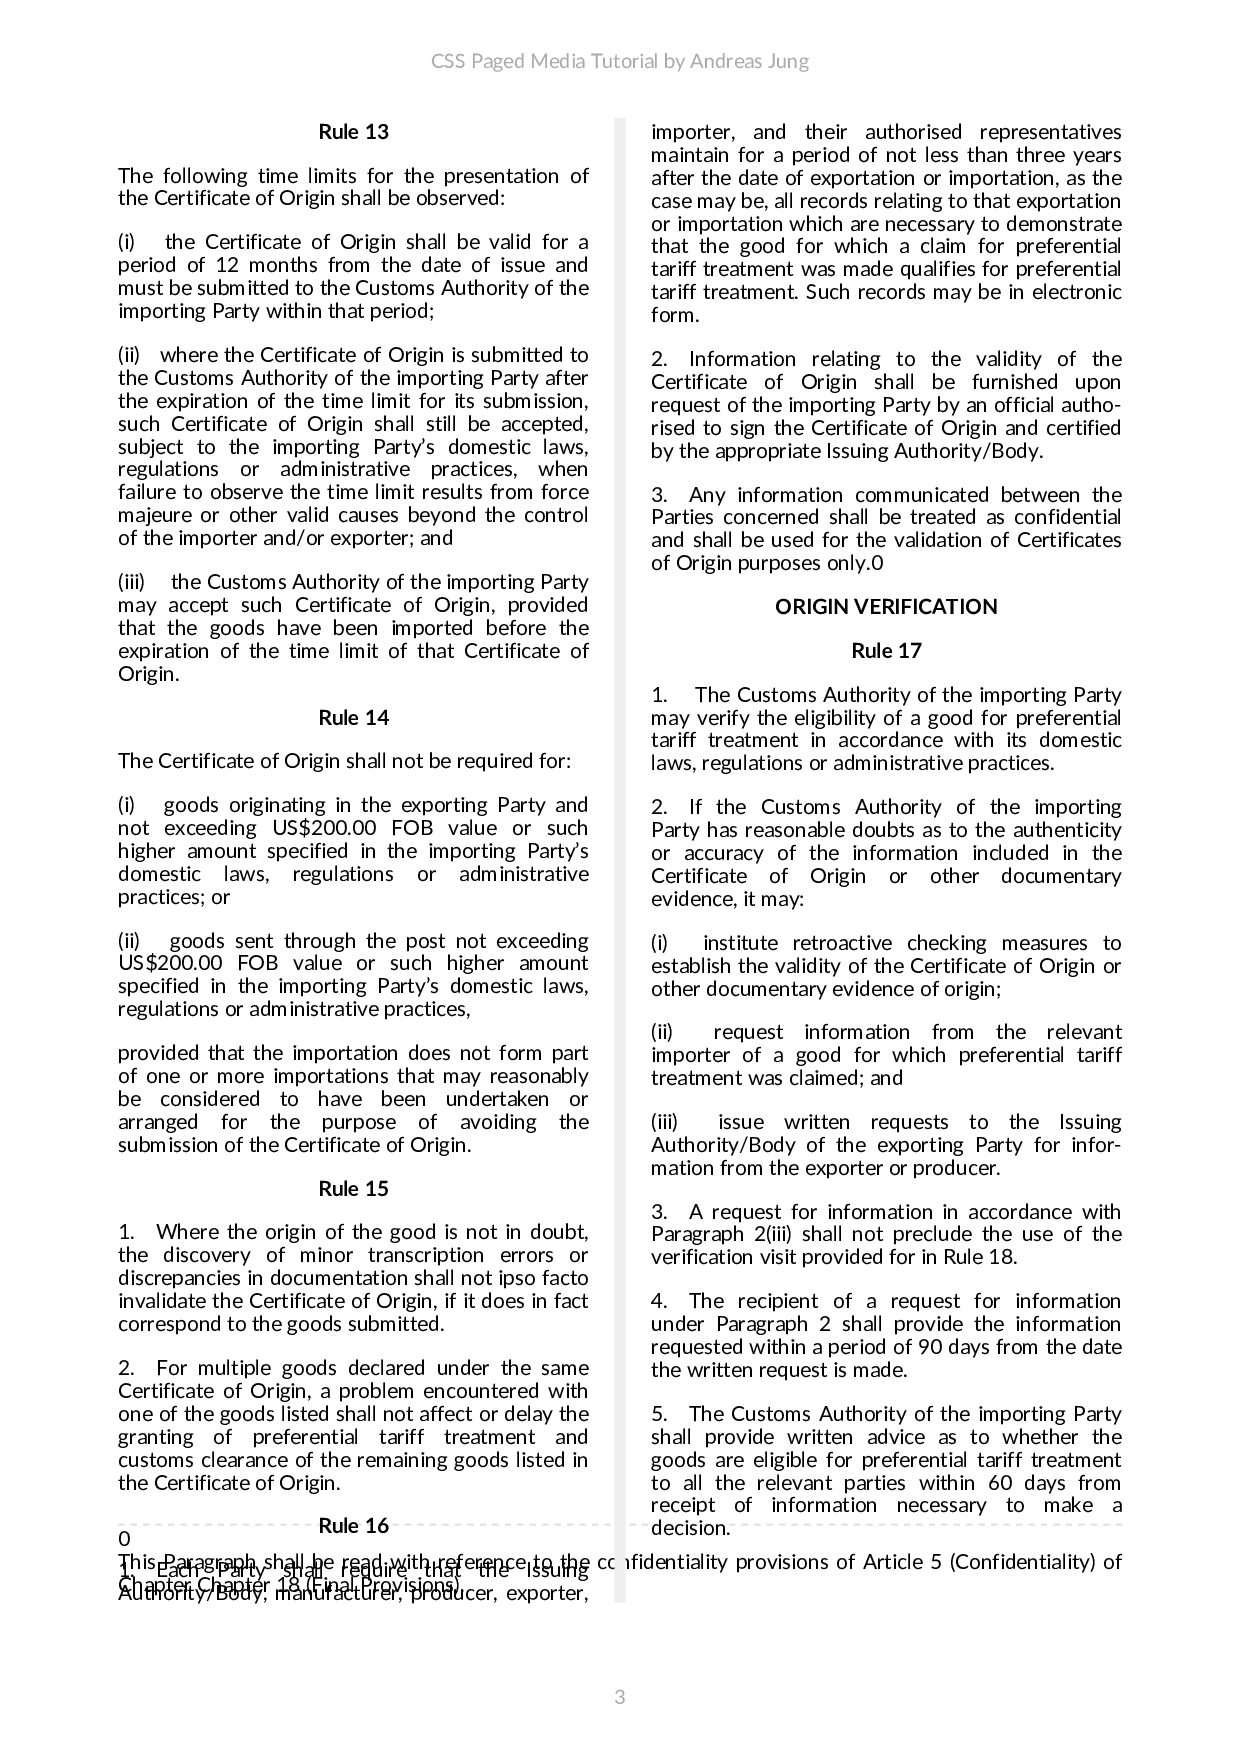 CSS Paged Media Tutorial by Andreas Jung
Rule 13
The following time limits for the presentation of
the Certificate of Origin shall be observed:
(i) the Certificate of Origin shall be valid for a
period of 12 months from the date of issue and
must be submitted to the Customs Authority of the
importing Party within that period;
(ii) where the Certificate of Origin is submitted to
the Customs Authority of the importing Party after
the expiration of the time limit for its submission,
such Certificate of Origin shall still be accepted,
subject to the importing Party’s domestic laws,
regulations or administrative practices, when
failure to observe the time limit results from force
majeure or other valid causes beyond the control
of the importer and/or exporter; and
(iii) the Customs Authority of the importing Party
may accept such Certificate of Origin, provided
that the goods have been imported before the
expiration of the time limit of that Certificate of
Origin.
Rule 14
The Certificate of Origin shall not be required for:
(i) goods originating in the exporting Party and
not exceeding US$200.00 FOB value or such
higher amount specified in the importing Party’s
domestic laws, regulations or administrative
practices; or
(ii) goods sent through the post not exceeding
US$200.00 FOB value or such higher amount
specified in the importing Party’s domestic laws,
regulations or administrative practices,
provided that the importation does not form part
of one or more importations that may reasonably
be considered to have been undertaken or
arranged for the purpose of avoiding the
submission of the Certificate of Origin.
Rule 15
1. Where the origin of the good is not in doubt,
the discovery of minor transcription errors or
discrepancies in documentation shall not ipso facto
invalidate the Certificate of Origin, if it does in fact
correspond to the goods submitted.
2. For multiple goods declared under the same
Certificate of Origin, a problem encountered with
one of the goods listed shall not affect or delay the
granting of preferential tariff treatment and
customs clearance of the remaining goods listed in
the Certificate of Origin.
Rule 16
1. Each Party shall require that the Issuing
Authority/Body, manufacturer, producer, exporter,
importer, and their authorised representatives
maintain for a period of not less than three years
after the date of exportation or importation, as the
case may be, all records relating to that exportation
or importation which are necessary to demonstrate
that the good for which a claim for preferential
tariff treatment was made qualifies for preferential
tariff treatment. Such records may be in electronic
form.
2. Information relating to the validity of the
Certificate of Origin shall be furnished upon
request of the importing Party by an official autho-
rised to sign the Certificate of Origin and certified
by the appropriate Issuing Authority/Body.
3. Any information communicated between the
Parties concerned shall be treated as confidential
and shall be used for the validation of Certificates
of Origin purposes only.0
ORIGIN VERIFICATION
Rule 17
1. The Customs Authority of the importing Party
may verify the eligibility of a good for preferential
tariff treatment in accordance with its domestic
laws, regulations or administrative practices.
2. If the Customs Authority of the importing
Party has reasonable doubts as to the authenticity
or accuracy of the information included in the
Certificate of Origin or other documentary
evidence, it may:
(i) institute retroactive checking measures to
establish the validity of the Certificate of Origin or
other documentary evidence of origin;
(ii) request information from the relevant
importer of a good for which preferential tariff
treatment was claimed; and
(iii) issue written requests to the Issuing
Authority/Body of the exporting Party for infor-
mation from the exporter or producer.
3. A request for information in accordance with
Paragraph 2(iii) shall not preclude the use of the
verification visit provided for in Rule 18.
4. The recipient of a request for information
under Paragraph 2 shall provide the information
requested within a period of 90 days from the date
the written request is made.
5. The Customs Authority of the importing Party
shall provide written advice as to whether the
goods are eligible for preferential tariff treatment
to all the relevant parties within 60 days from
receipt of information necessary to make a
decision.
0
This Paragraph shall be read with reference to the confidentiality provisions of Article 5 (Confidentiality) of
Chapter Chapter 18 (Final Provisions).
3